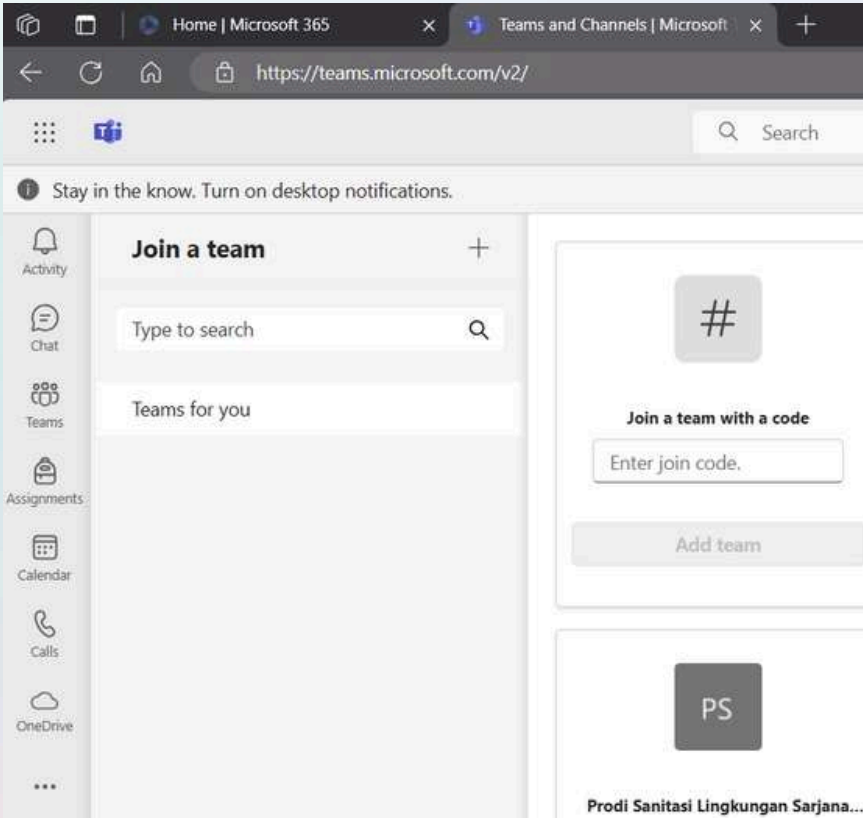 Home | Microsoft 365
Teams and Channels | Microsoft
https://teams.microsoft.com/v2/
Search
Stay in the know. Turn on desktop notifications.
Activity
Chat
Teams
Assignments
Calendar
Calls
OneDrive
Join a team
Type to search
Teams for you
#
Join a team with a code
Enter join code.
Add team
PS
Prodi Sanitasi Lingkungan Sarjana...